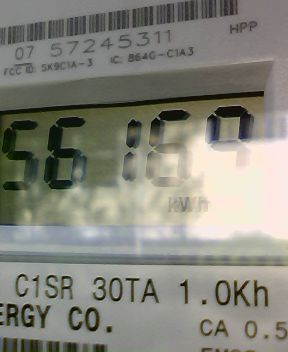 07 57245311
HPP
FCC ID: SK9C1A-3 IC: 864G-C1A3
56169
kWh
C1SR 30TA 1.0Kh
ERGY CO.
CA 0.5